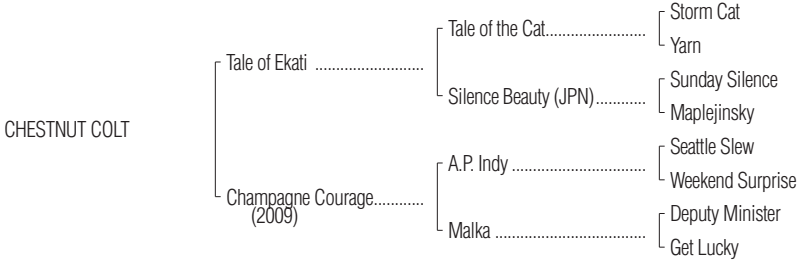 Storm Cat
Tale of the Cat........................
Yarn
Tale of Ekati ..........................
Sunday Silence
Silence Beauty (JPN)............
Maplejinsky
CHESTNUT COLT
Seattle Slew
A.P. Indy ................................
Weekend Surprise
Champagne Courage............
(2009)
Deputy Minister
Malka ....................................
Get Lucky